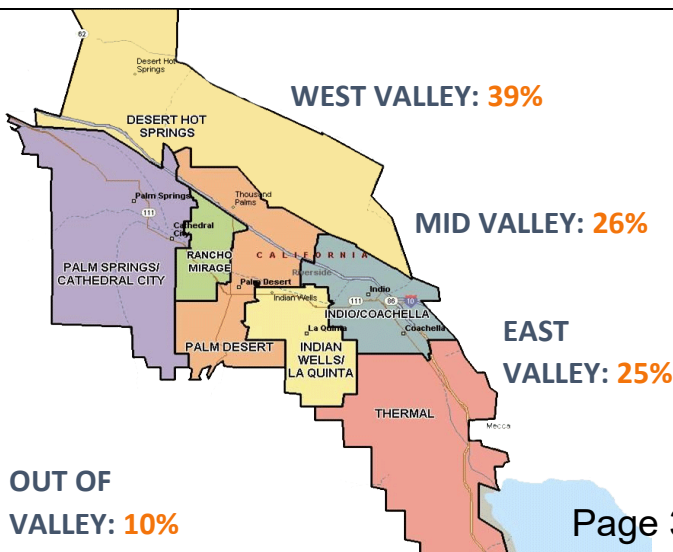 62
Desert Hot
Springs
WEST VALLEY: 39%
DESERT HOT
SPRINGS
Palm Springs
Thousand
Palms
111
Cathedral
City
MID VALLEY: 26%
RANCHO
MIRAGE
CALIFORNIA
Riverside
PALM SPRINGS/
CATHEDRAL CITY
Palm Desert
Indian Wells
Indio
111
86
10
INDIO/COACHELLA
La Quinta
Coachella
EAST
VALLEY: 25%
PALM DESERT
INDIAN
WELLS/
LA QUINTA
THERMAL
Mecca
OUT OF
VALLEY: 10%
Page 3